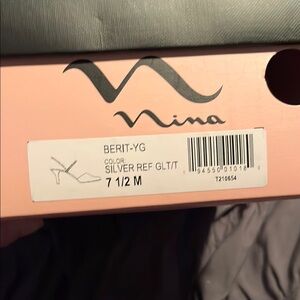 Nina
BERIT-YG
COLOR:
SILVER REF GLT/T
7 1/2 M
T210654